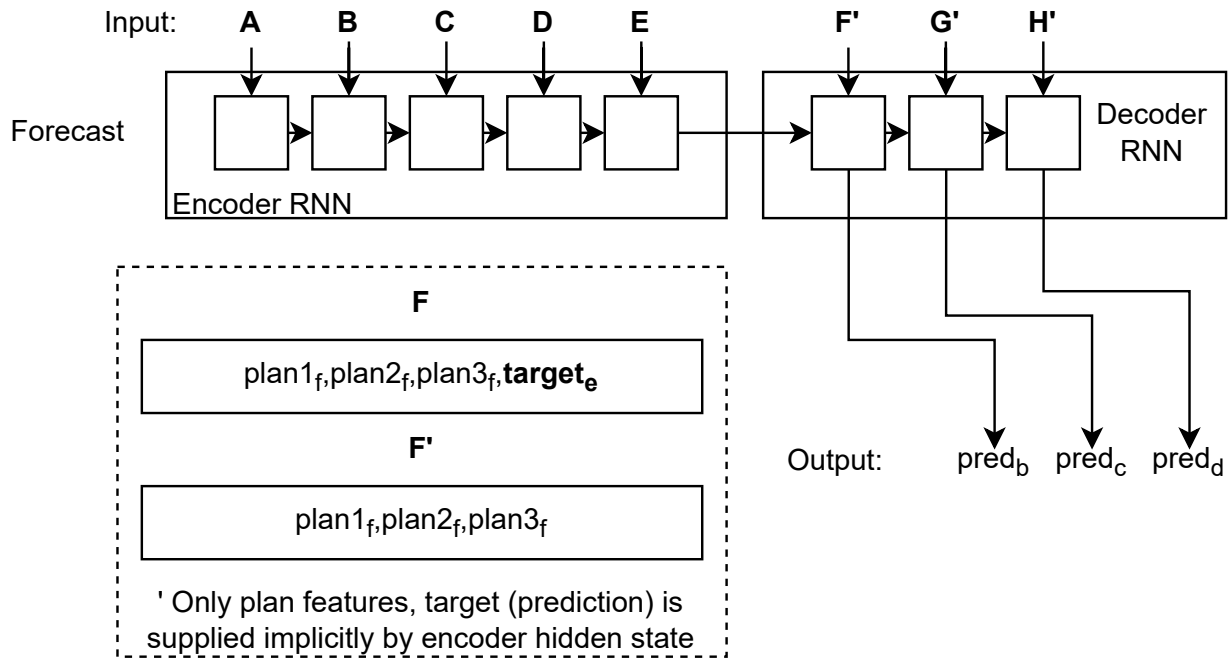 Input: A B C D E F' G' H'
Forecast
Decoder
RNN
Encoder RNN
F
plan1f,plan2f,plan3f,targete
F'
plan1f,plan2f,plan3f
' Only plan features, target (prediction) is
supplied implicitly by encoder hidden state
Output: predb predc predd